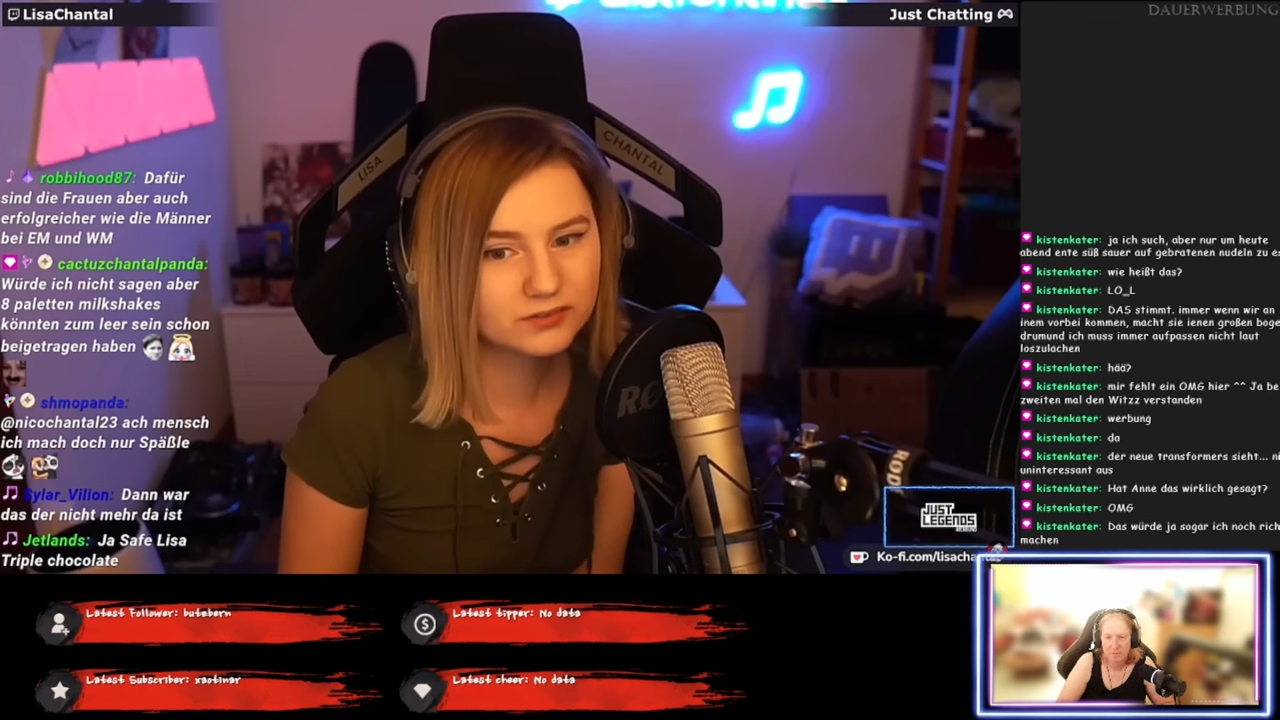 LisaChantal
Just Chatting
DAUERWERBUNG
LISA
CHANTAL
robbihood87: Dafür
sind die Frauen aber auch
erfolgreicher wie die Männer
bei EM und WM
cactuzchantalpanda:
Würde ich nicht sagen aber
8 paletten milkshakes
könnten zum leer sein schon
beigetragen haben
shmopanda:
@nicochantal23 ach mensch
ich mach doch nur Späßle
Sylar_Vilion: Dann war
das der nicht mehr da ist
Jetlands: Ja Safe Lisa
Triple chocolate
kistenkater: ja ich such, aber nur um heute
abend ente süß sauer auf gebratenen nudeln zu
kistenkater: wie heißt das?
kistenkater: LO_L
kistenkater: DAS stimmt. immer wenn wir an
inem vorbei kommen, macht sie ienen großen
drumund ich muss immer aufpassen nicht laut
loszulachen
kistenkater: hää?
kistenkater: mir fehlt ein OMG hier ^^ Ja
zweiten mal den Witzz verstanden
kistenkater: werbung
kistenkater: da
kistenkater: der neue transformers sieht...
uninteressant aus
kistenkater: Hat Anne das wirklich gesagt?
kistenkater: OMG
kistenkater: Das würde ja sogar ich noch
machen
RØ
RØD
JUST
LEGENDS
Ko-fi.com/lisacha
Latest Follower: butebern
Latest tipper: No data
Latest Subscriber: xaotinar
Latest cheer: No data